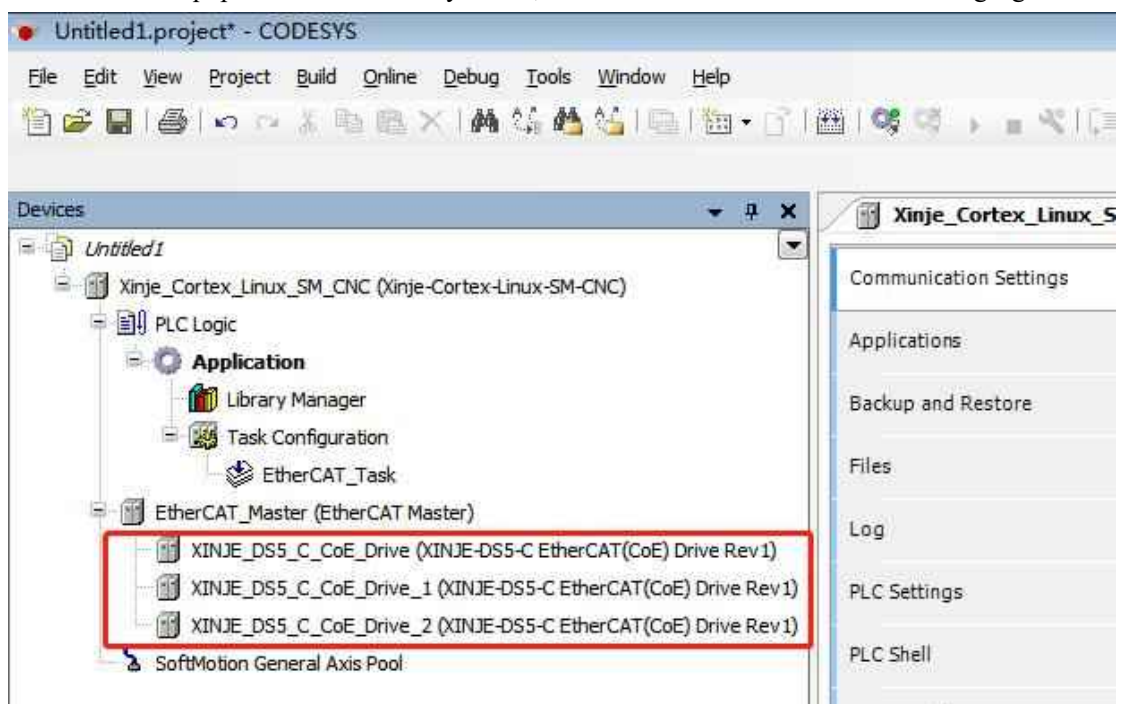 Untitled1.project* - CODESYS
File Edit View Project Build Online Debug Tools Window Help
Devices
Untitled1
Xinje_Cortex_Linux_SM_CNC (Xinje-Cortex-Linux-SM-CNC)
PLC Logic
Application
Library Manager
Task Configuration
EtherCAT_Task
EtherCAT_Master (EtherCAT Master)
XINJE_DS5_C_CoE_Drive (XINJE-DS5-C EtherCAT(CoE) Drive Rev1)
XINJE_DS5_C_CoE_Drive_1 (XINJE-DS5-C EtherCAT(CoE) Drive Rev1)
XINJE_DS5_C_CoE_Drive_2 (XINJE-DS5-C EtherCAT(CoE) Drive Rev1)
SoftMotion General Axis Pool
Xinje_Cortex_Linux_S
Communication Settings
Applications
Backup and Restore
Files
Log
PLC Settings
PLC Shell